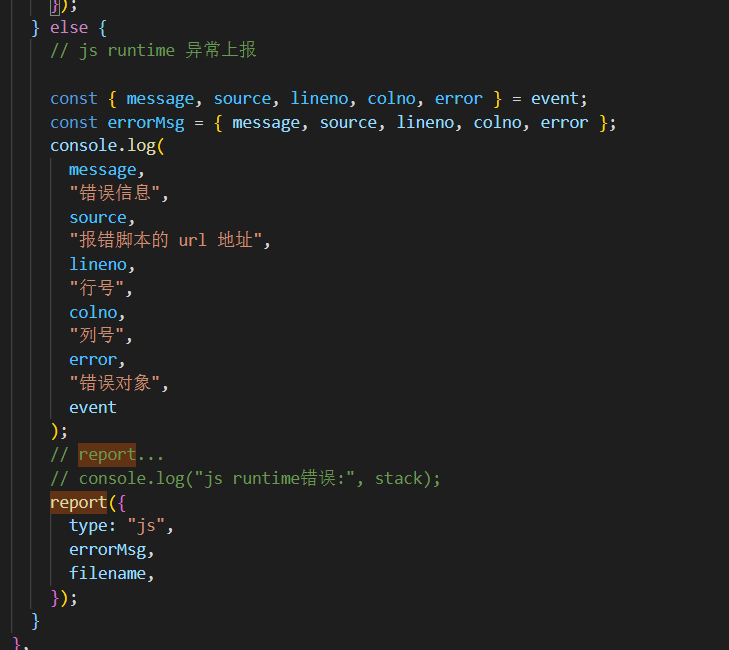 });
} else {
// js runtime 异常上报
const { message, source, lineno, colno, error } = event;
const errorMsg = { message, source, lineno, colno, error };
console.log(
message,
"错误信息",
source,
"报错脚本的 url 地址",
lineno,
"行号",
colno,
"列号",
error,
"错误对象",
event
);
// report...
// console.log("js runtime错误:", stack);
report({
type: "js",
errorMsg,
filename,
});
}
},